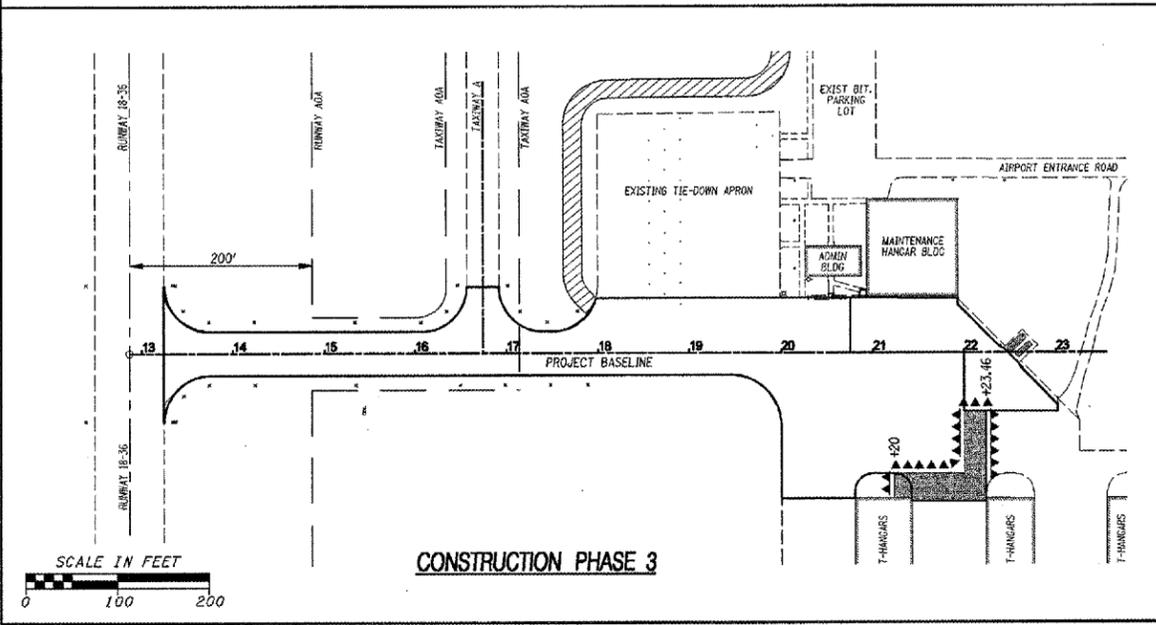 RUNWAY 18-36
RUNWAY AOA
TAXIWAY AOA
TAXIWAY A
TAXIWAY AOA
EXIST BIT.
PARKING
LOT
AIRPORT ENTRANCE ROAD
EXISTING TIE-DOWN APRON
MAINTENANCE
HANGAR BLDG
ADMIN
BLDG
200'
13
14
15
16
17
18
19
20
21
22
23
PROJECT BASELINE
+23.46
+20
RUNWAY 18-36
T-HANGARS
T-HANGARS
T-HANGARS
CONSTRUCTION PHASE 3
SCALE IN FEET
0 100 200